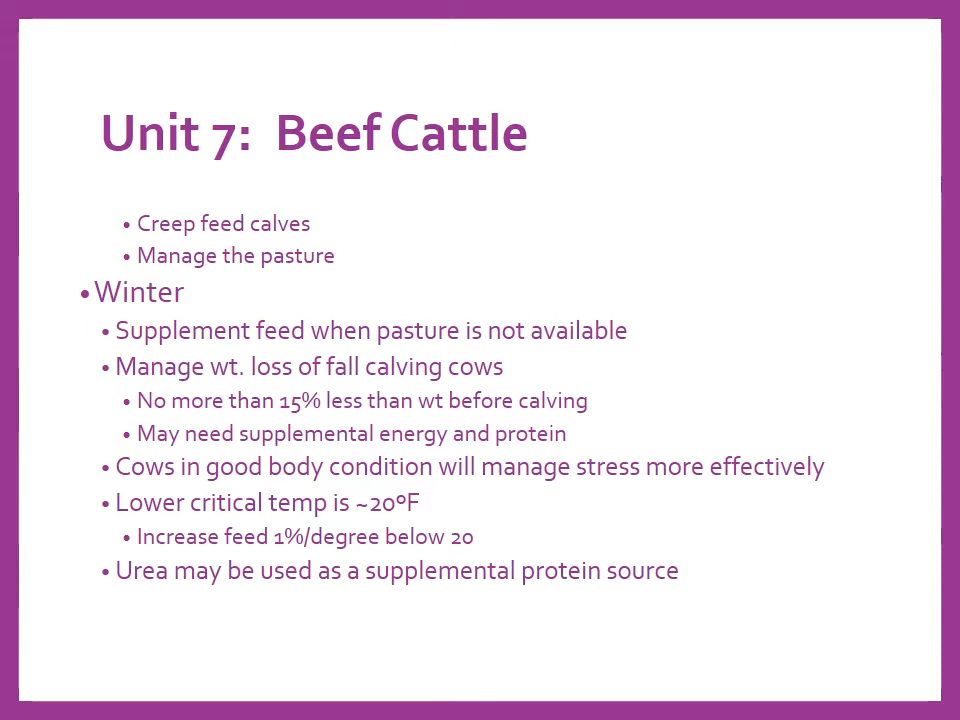 Unit 7: Beef Cattle
• Creep feed calves
• Manage the pasture
• Winter
• Supplement feed when pasture is not available
• Manage wt. loss of fall calving cows
• No more than 15% less than wt before calving
• May need supplemental energy and protein
• Cows in good body condition will manage stress more effectively
• Lower critical temp is ~20°F
• Increase feed 1%/degree below 20
• Urea may be used as a supplemental protein source